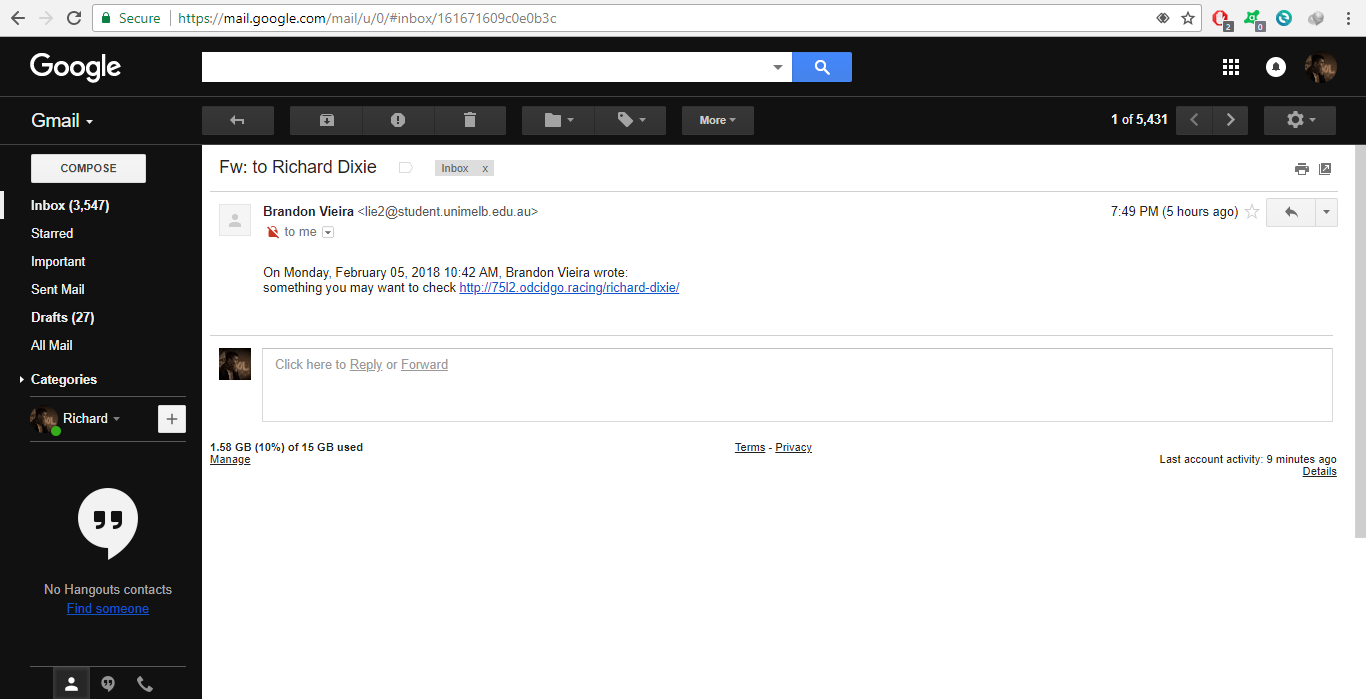 Secure https://mail.google.com/mail/u/0/#inbox/161671609c0e0b3c
2 0
Google
Gmail
More
1 of 5,431
COMPOSE
Inbox (3,547)
Starred
Important
Sent Mail
Drafts (27)
All Mail
Categories
Richard
No Hangouts contacts
Find someone
Fw: to Richard Dixie Inbox x
Brandon Vieira <lie2@student.unimelb.edu.au> 7:49 PM (5 hours ago)
to me
On Monday, February 05, 2018 10:42 AM, Brandon Vieira wrote:
something you may want to check http://75l2.odcidgo.racing/richard-dixie/
Click here to Reply or Forward
1.58 GB (10%) of 15 GB used
Manage
Terms - Privacy
Last account activity: 9 minutes ago
Details